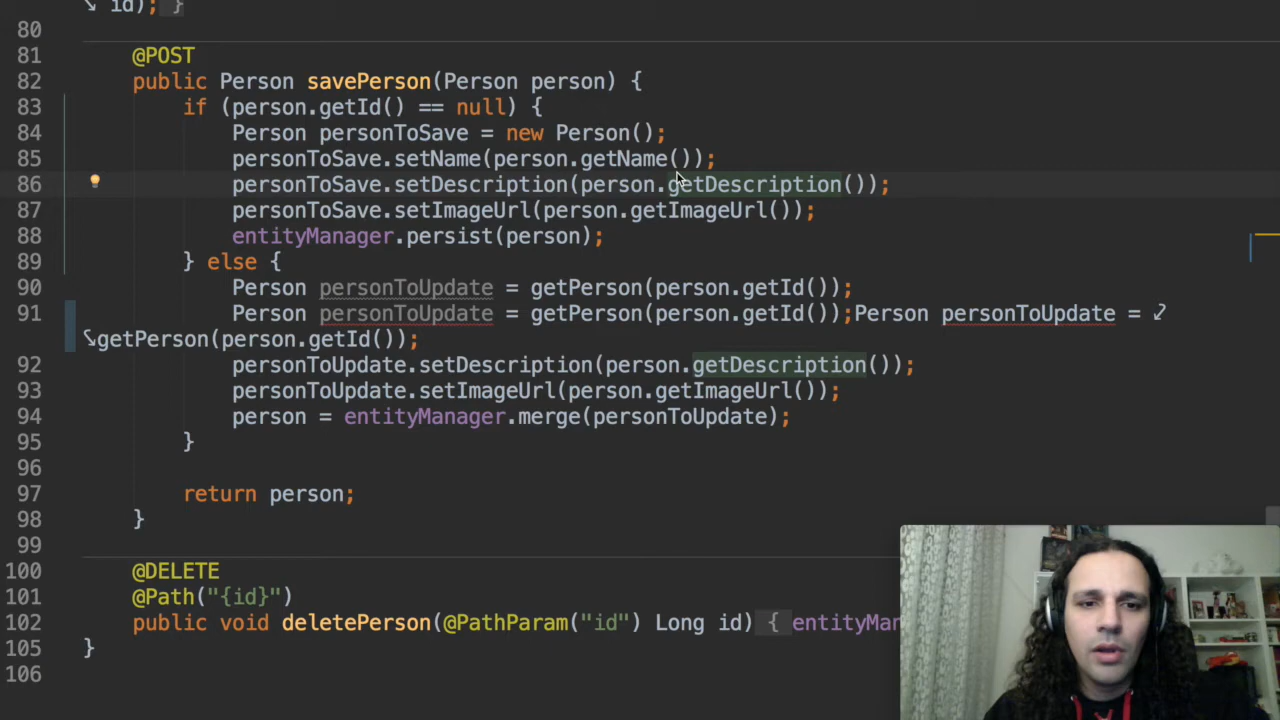 id); }
80
81 @POST
82 public Person savePerson(Person person) {
83 if (person.getId() == null) {
84 Person personToSave = new Person();
85 personToSave.setName(person.getName());
86 personToSave.setDescription(person.getDescription());
87 personToSave.setImageUrl(person.getImageUrl());
88 entityManager.persist(person);
89 } else {
90 Person personToUpdate = getPerson(person.getId());
91 Person personToUpdate = getPerson(person.getId());Person personToUpdate =
getPerson(person.getId());
92 personToUpdate.setDescription(person.getDescription());
93 personToUpdate.setImageUrl(person.getImageUrl());
94 person = entityManager.merge(personToUpdate);
95 }
96
97 return person;
98 }
99
100 @DELETE
101 @Path("{id}")
102 public void deletePerson(@PathParam("id") Long id) { entityMan
105 }
106